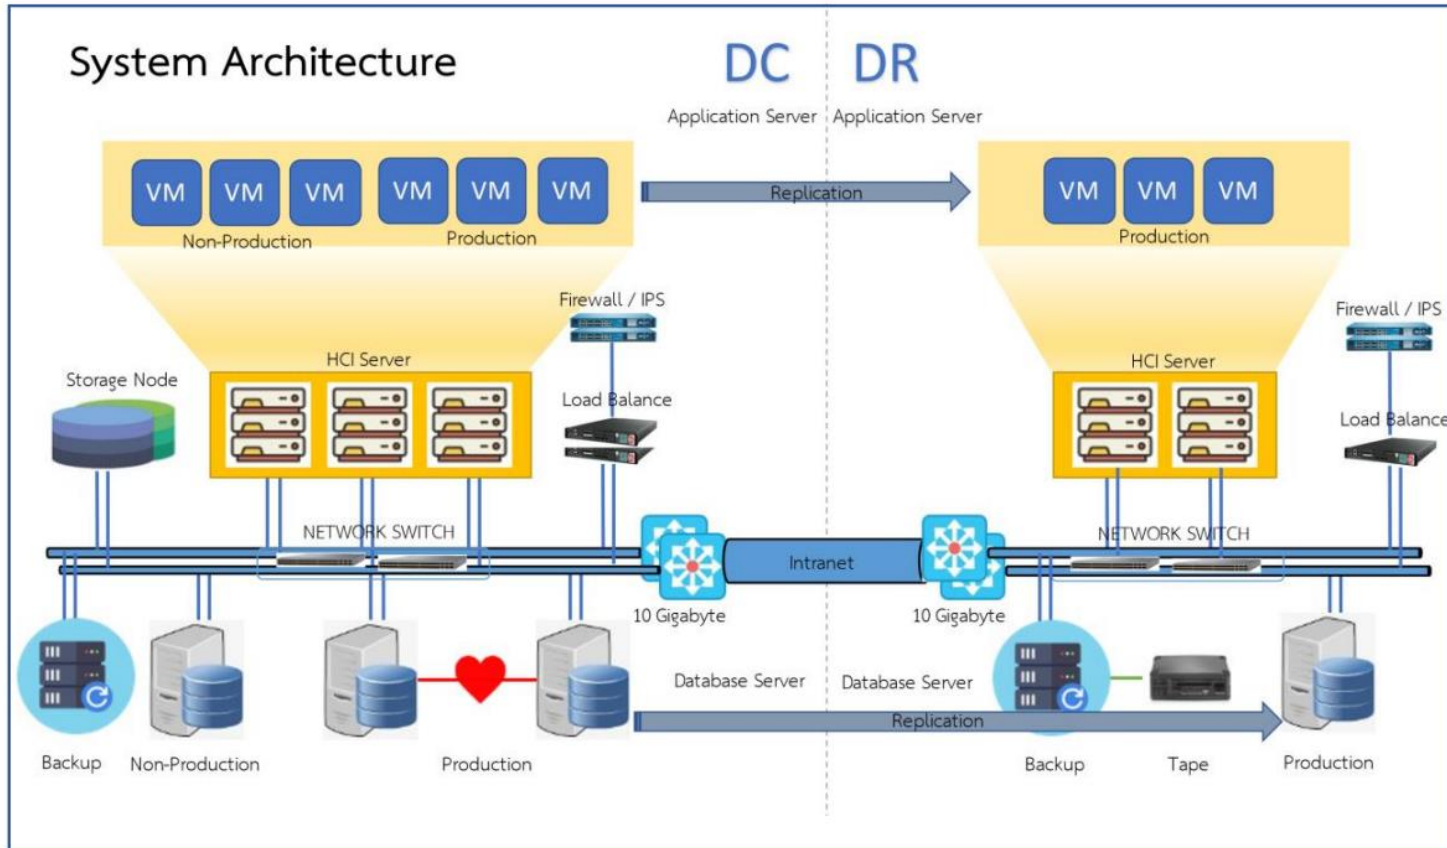 System Architecture
DC
DR
Application Server
Application Server
VM
VM
VM
VM
VM
VM
Non-Production
Production
Replication
VM
VM
VM
Production
Firewall / IPS
Firewall / IPS
HCI Server
HCI Server
Storage Node
Load Balance
Load Balance
NETWORK SWITCH
NETWORK SWITCH
Intranet
10 Gigabyte
10 Gigabyte
Database Server
Database Server
Replication
Backup
Non-Production
Production
Backup
Tape
Production